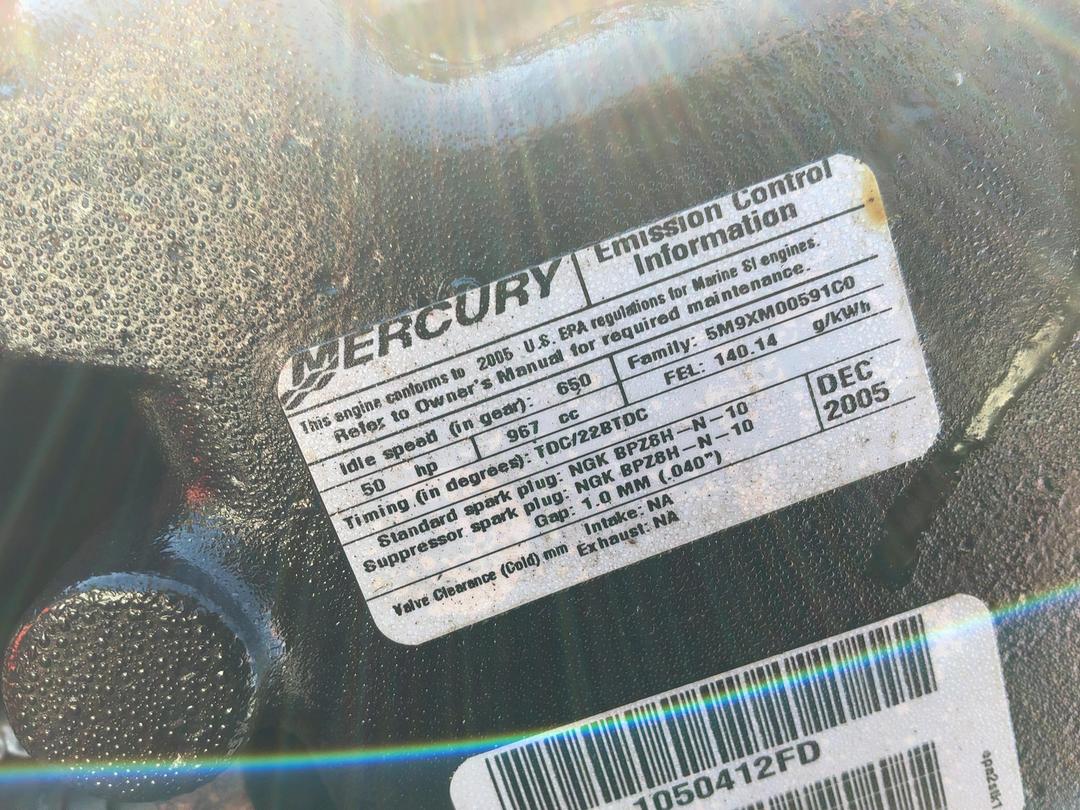 MERCURY
Emission Control
Information
This engine conforms to 2005 U.S. EPA regulations for Marine SI engines.
Refer to Owner's Manual for required maintenance.
Idle speed (in gear): 650
Family: 5M9XM00591C0
50 hp 967 cc
FEL: 140.14 g/kWh
Timing (in degrees): TDC/22BTDC
Standard spark plug: NGK BPZ8H-N-10
Suppressor spark plug: NGK BPZ8H-N-10
Gap: 1.0 MM (.040")
DEC
2005
Valve Clearance (Cold) mm Intake: NA
Exhaust: NA
1050412FD